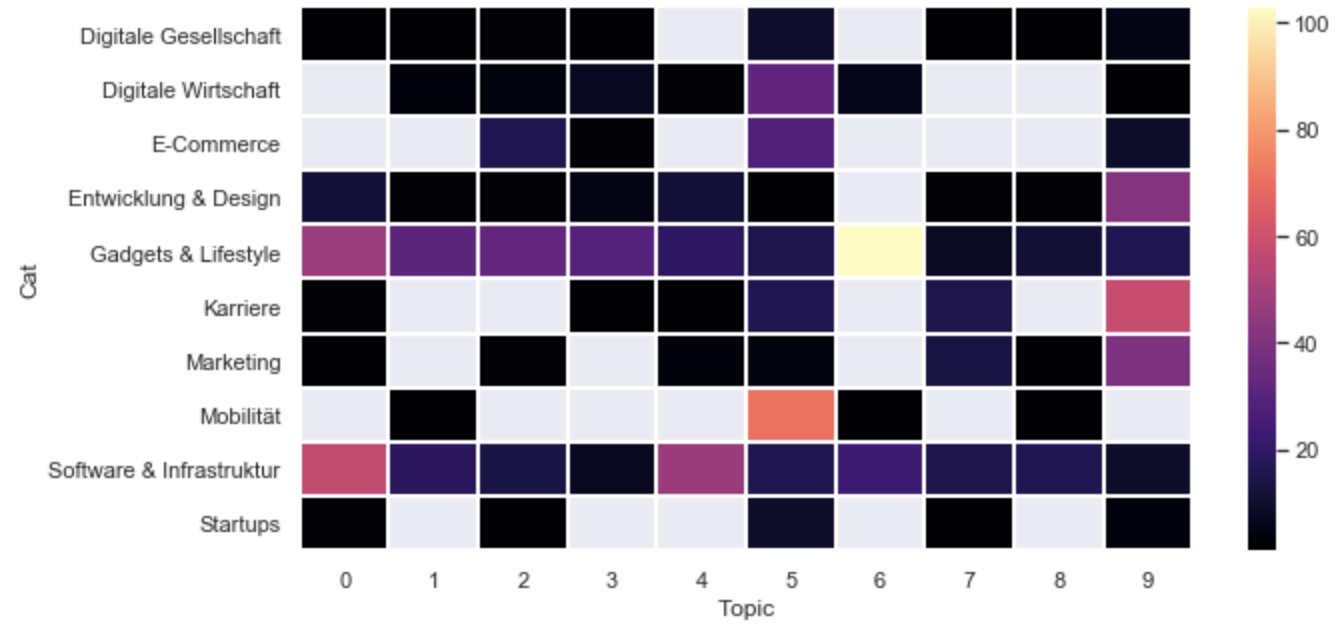 Digitale Gesellschaft
Digitale Wirtschaft
E-Commerce
Entwicklung & Design
Gadgets & Lifestyle
Karriere
Marketing
Mobilität
Software & Infrastruktur
Startups
Cat
0 1 2 3 4 5 6 7 8 9
Topic
100
80
60
40
20